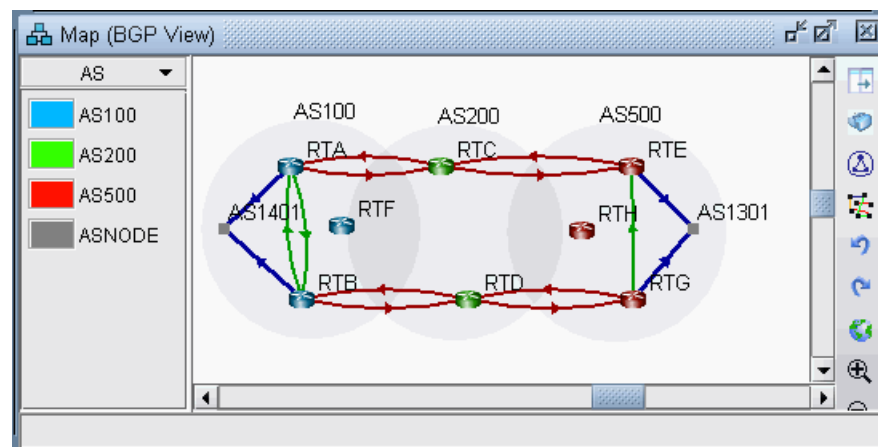 Map (BGP View)
AS
AS100
AS200
AS500
ASNODE
AS100
AS200
AS500
RTA
RTC
RTE
AS1401
RTF
RTH
AS1301
RTB
RTD
RTG